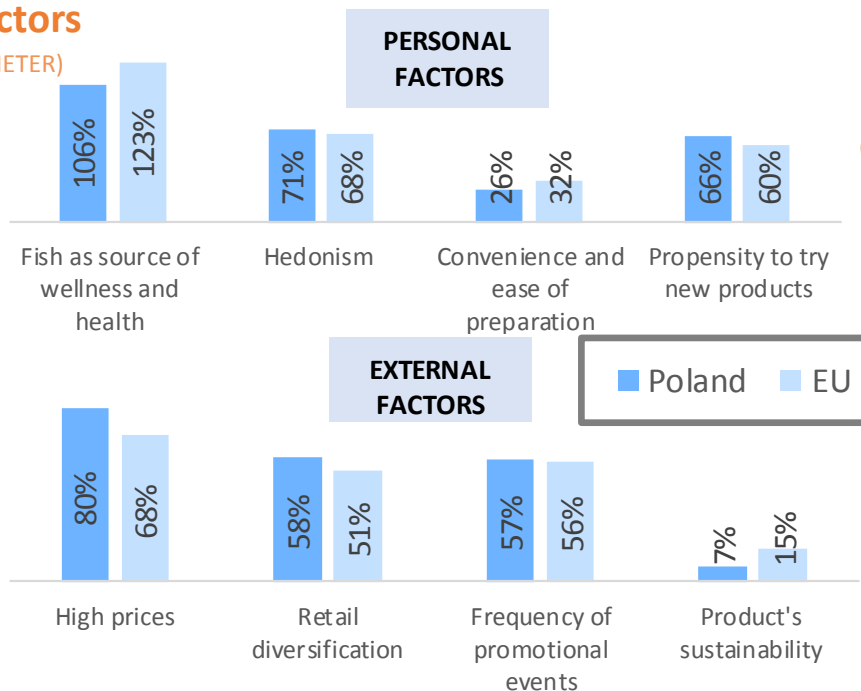 ctors
PERSONAL
FACTORS
106%
123%
71%
68%
26%
32%
66%
60%
Fish as source of
wellness and
health
Hedonism
Convenience and
ease of
preparation
Propensity to try
new products
EXTERNAL
FACTORS
Poland
EU
80%
68%
58%
51%
57%
56%
7%
15%
High prices
Retail
diversification
Frequency of
promotional
events
Product's
sustainability